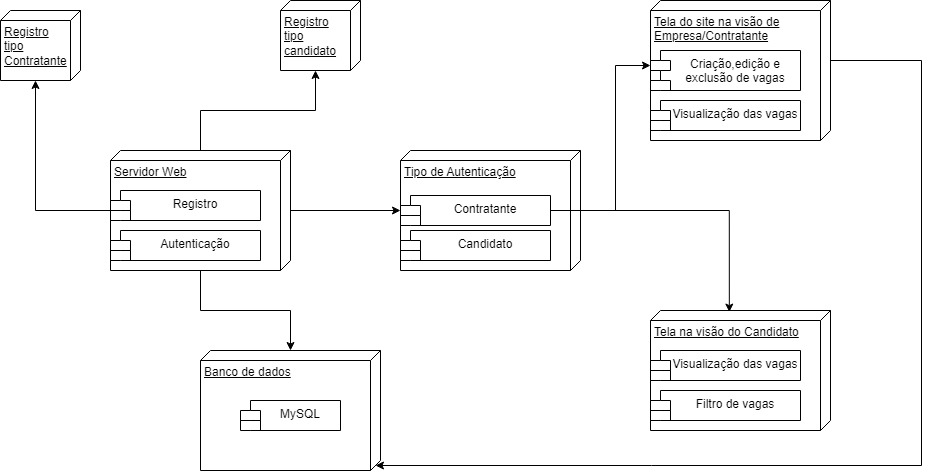 Registro
tipo
Contratante
Registro
tipo
candidato
Tela do site na visão de
Empresa/Contratante
Criação,edição e
exclusão de vagas
Visualização das vagas
Servidor Web
Registro
Autenticação
Tipo de Autenticação
Contratante
Candidato
Tela na visão do Candidato
Visualização das vagas
Filtro de vagas
Banco de dados
MySQL